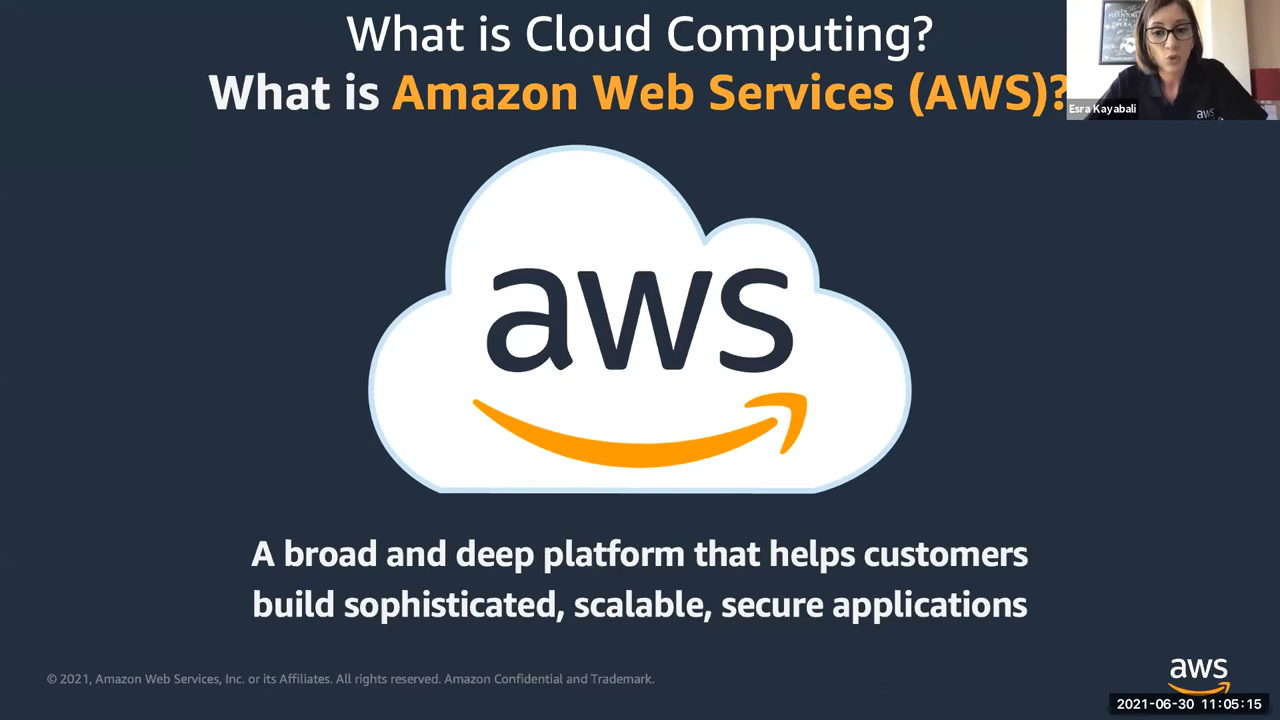 What is Cloud Computing?
What is Amazon Web Services (AWS)?
Esra Kayabali
aws
aws
A broad and deep platform that helps customers
build sophisticated, scalable, secure applications
© 2021, Amazon Web Services, Inc. or its Affiliates. All rights reserved. Amazon Confidential and Trademark.
aws
2021-06-30 11:05:15